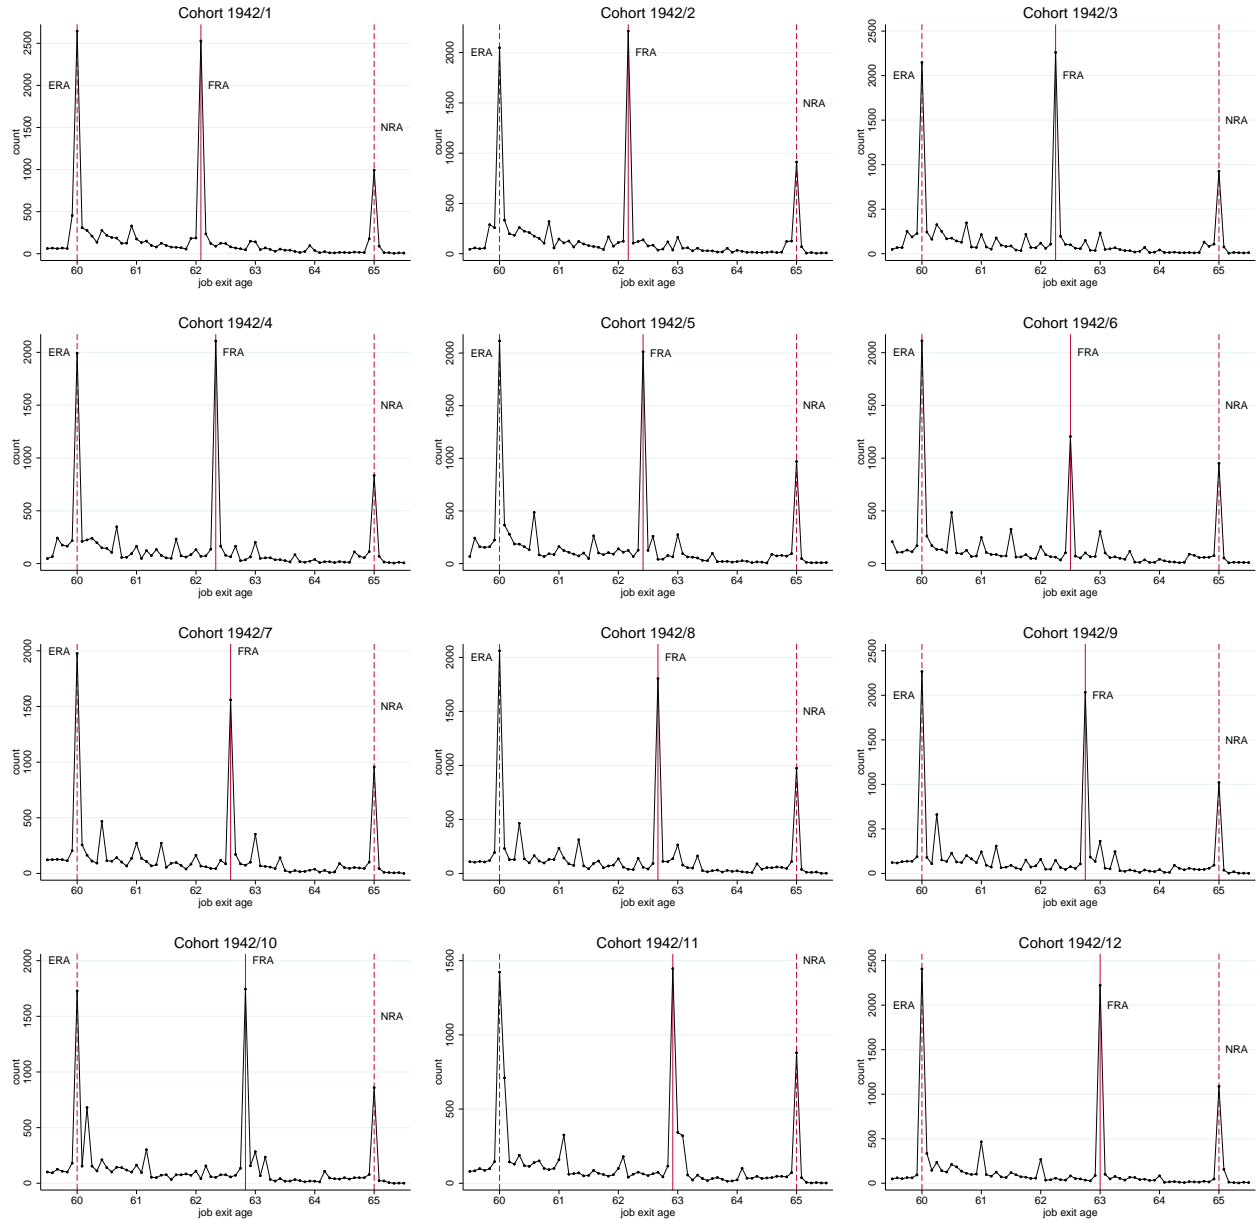 Cohort 1942/1
ERA
FRA
NRA
count
0 500 1000 1500 2000 2500
60 61 62 63 64 65
job exit age
Cohort 1942/2
ERA
FRA
NRA
count
0 500 1000 1500 2000
60 61 62 63 64 65
job exit age
Cohort 1942/3
ERA
FRA
NRA
count
0 500 1000 1500 2000 2500
60 61 62 63 64 65
job exit age
Cohort 1942/4
ERA
FRA
NRA
count
0 500 1000 1500 2000
60 61 62 63 64 65
job exit age
Cohort 1942/5
ERA
FRA
NRA
count
0 500 1000 1500 2000
60 61 62 63 64 65
job exit age
Cohort 1942/6
ERA
FRA
NRA
count
0 500 1000 1500 2000
60 61 62 63 64 65
job exit age
Cohort 1942/7
ERA
FRA
NRA
count
0 500 1000 1500 2000
60 61 62 63 64 65
job exit age
Cohort 1942/8
ERA
FRA
NRA
count
0 500 1000 1500 2000
60 61 62 63 64 65
job exit age
Cohort 1942/9
ERA
FRA
NRA
count
0 500 1000 1500 2000 2500
60 61 62 63 64 65
job exit age
Cohort 1942/10
ERA
FRA
NRA
count
0 500 1000 1500 2000
60 61 62 63 64 65
job exit age
Cohort 1942/11
NRA
count
0 500 1000 1500
60 61 62 63 64 65
job exit age
Cohort 1942/12
ERA
FRA
NRA
count
0 500 1000 1500 2000 2500
60 61 62 63 64 65
job exit age